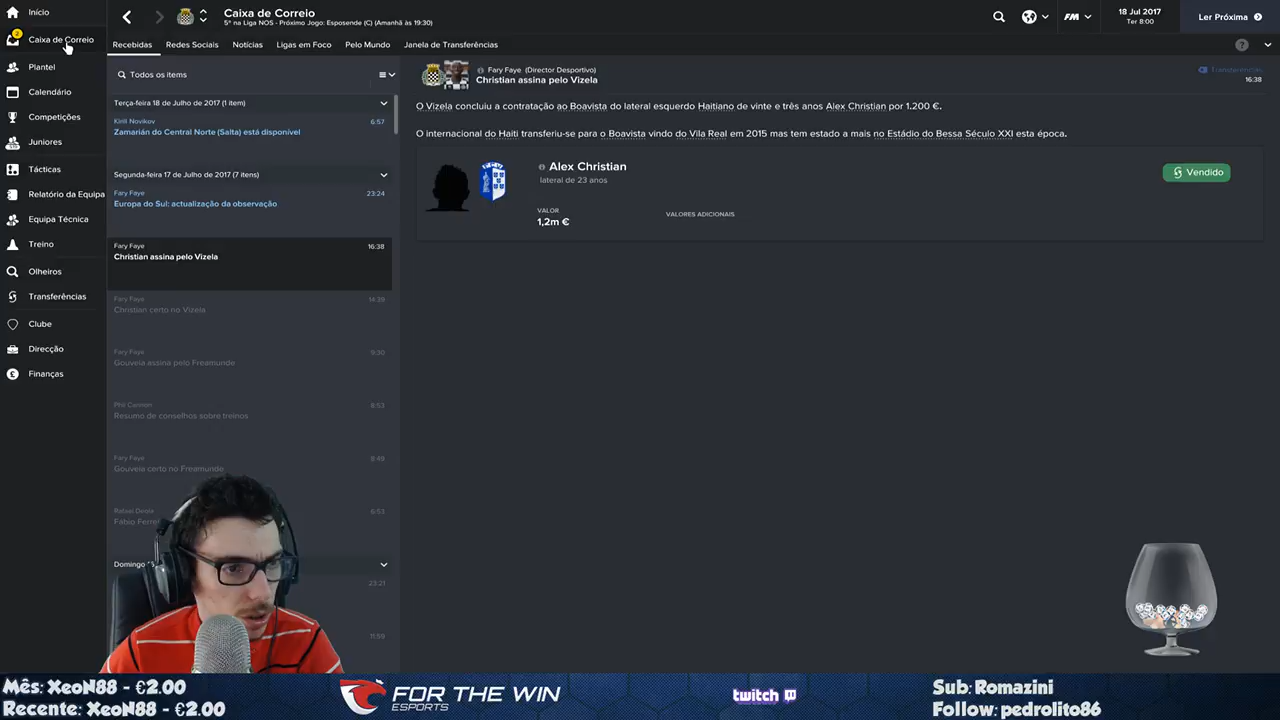 Início
Caixa de Correio
5º na Liga NOS - Próximo Jogo: Esposende (C) (Amanhã às 19:30)
FM
18 Jul 2017
Ter 8:00
Ler Próxima
2
Caixa de Correio
Recebidas
Redes Sociais
Notícias
Ligas em Foco
Pelo Mundo
Janela de Transferências
Plantel
Calendário
Competições
Juniores
Tácticas
Relatório da Equipa
Equipa Técnica
Treino
Olheiros
Transferências
Clube
Direcção
Finanças
Todos os items
Terça-feira 18 de Julho de 2017 (1 item)
Kirill Novikov
6:57
Zamarián do Central Norte (Salta) está disponível
Segunda-feira 17 de Julho de 2017 (7 itens)
Fary Faye
23:24
Europa do Sul: actualização da observação
Fary Faye
16:38
Christian assina pelo Vizela
Fary Faye
14:39
Christian certo no Vizela
Fary Faye
9:30
Gouveia assina pelo Freamunde
Phil Cannon
8:53
Resumo de conselhos sobre treinos
Fary Faye
8:49
Gouveia certo no Freamunde
6:53
Domingo
23:21
11:59
Fary Faye (Director Desportivo)
Christian assina pelo Vizela
Transferências
16:38
O Vizela concluiu a contratação ao Boavista do lateral esquerdo Haitiano de vinte e três anos Alex Christian por 1.200 €.
O internacional do Haiti transferiu-se para o Boavista vindo do Vila Real em 2015 mas tem estado a mais no Estádio do Bessa Século XXI esta época.
Alex Christian
lateral de 23 anos
Vendido
VALOR
1,2m €
VALORES ADICIONAIS
Mês: XeoN88 - €2.00
Recente: XeoN88 - €2.00
FOR THE WIN
ESPORTS
twitch
Sub: Romazini
Follow: pedrolito86